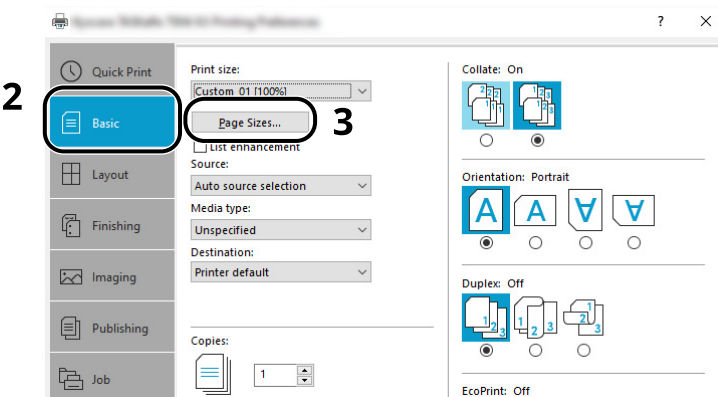 ? ×
2
Quick Print
Basic
Layout
Finishing
Imaging
Publishing
Job
Print size:
Custom 01 [100%]
Page Sizes...
3
List enhancement
Source:
Auto source selection
Media type:
Unspecified
Destination:
Printer default
Copies:
1
Collate: On
Orientation: Portrait
Duplex: Off
EcoPrint: Off